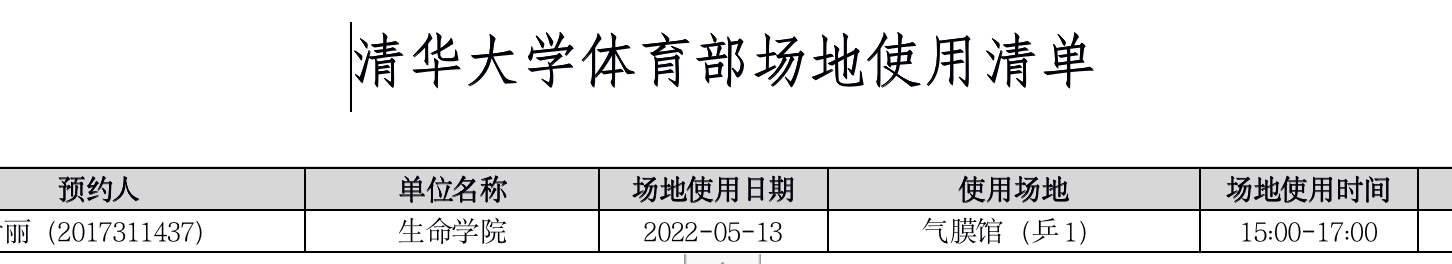 清华大学体育部场地使用清单
预约人 单位名称 场地使用日期 使用场地 场地使用时间
丽 (2017311437) 生命学院 2022-05-13 气膜馆 (乒1) 15:00-17:00